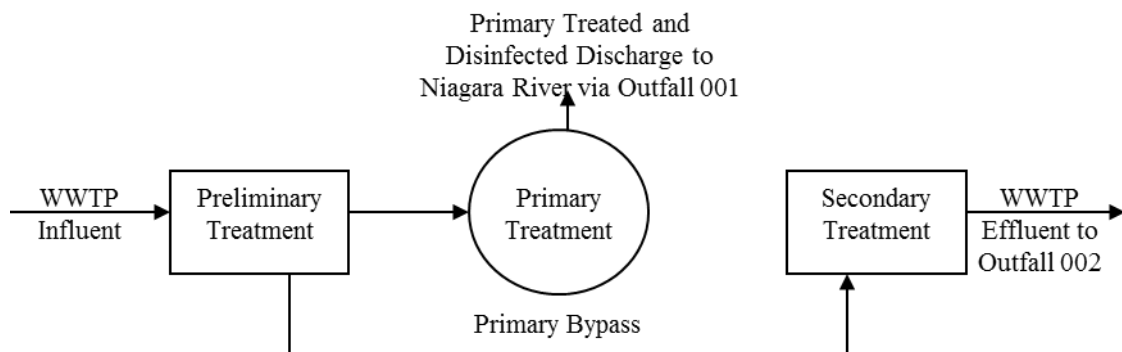 Primary Treated and
Disinfected Discharge to
Niagara River via Outfall 001
WWTP
Influent
Preliminary
Treatment
Primary
Treatment
Secondary
Treatment
WWTP
Effluent to
Outfall 002
Primary Bypass